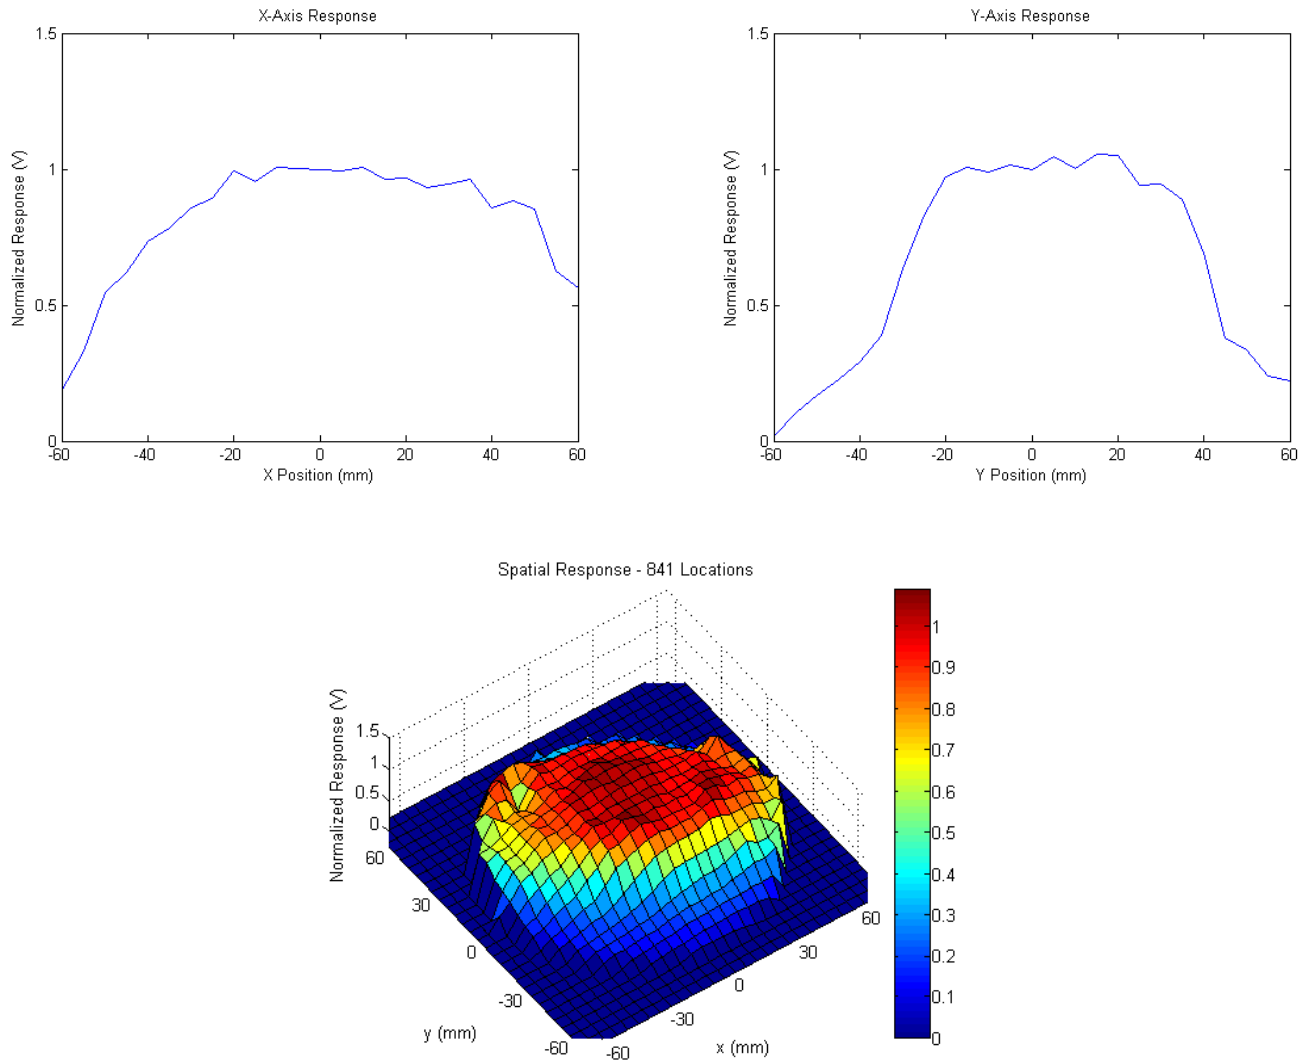 X-Axis Response
1.5
1
0.5
0
Normalized Response (V)
-60 -40 -20 0 20 40 60
X Position (mm)
Y-Axis Response
1.5
1
0.5
0
Normalized Response (V)
-60 -40 -20 0 20 40 60
Y Position (mm)
Spatial Response - 841 Locations
Normalized Response (V)
1.5
1
0.5
0
60
30
0
-30
-60
y (mm)
-60
-30
0
30
60
x (mm)
1
0.9
0.8
0.7
0.6
0.5
0.4
0.3
0.2
0.1
0